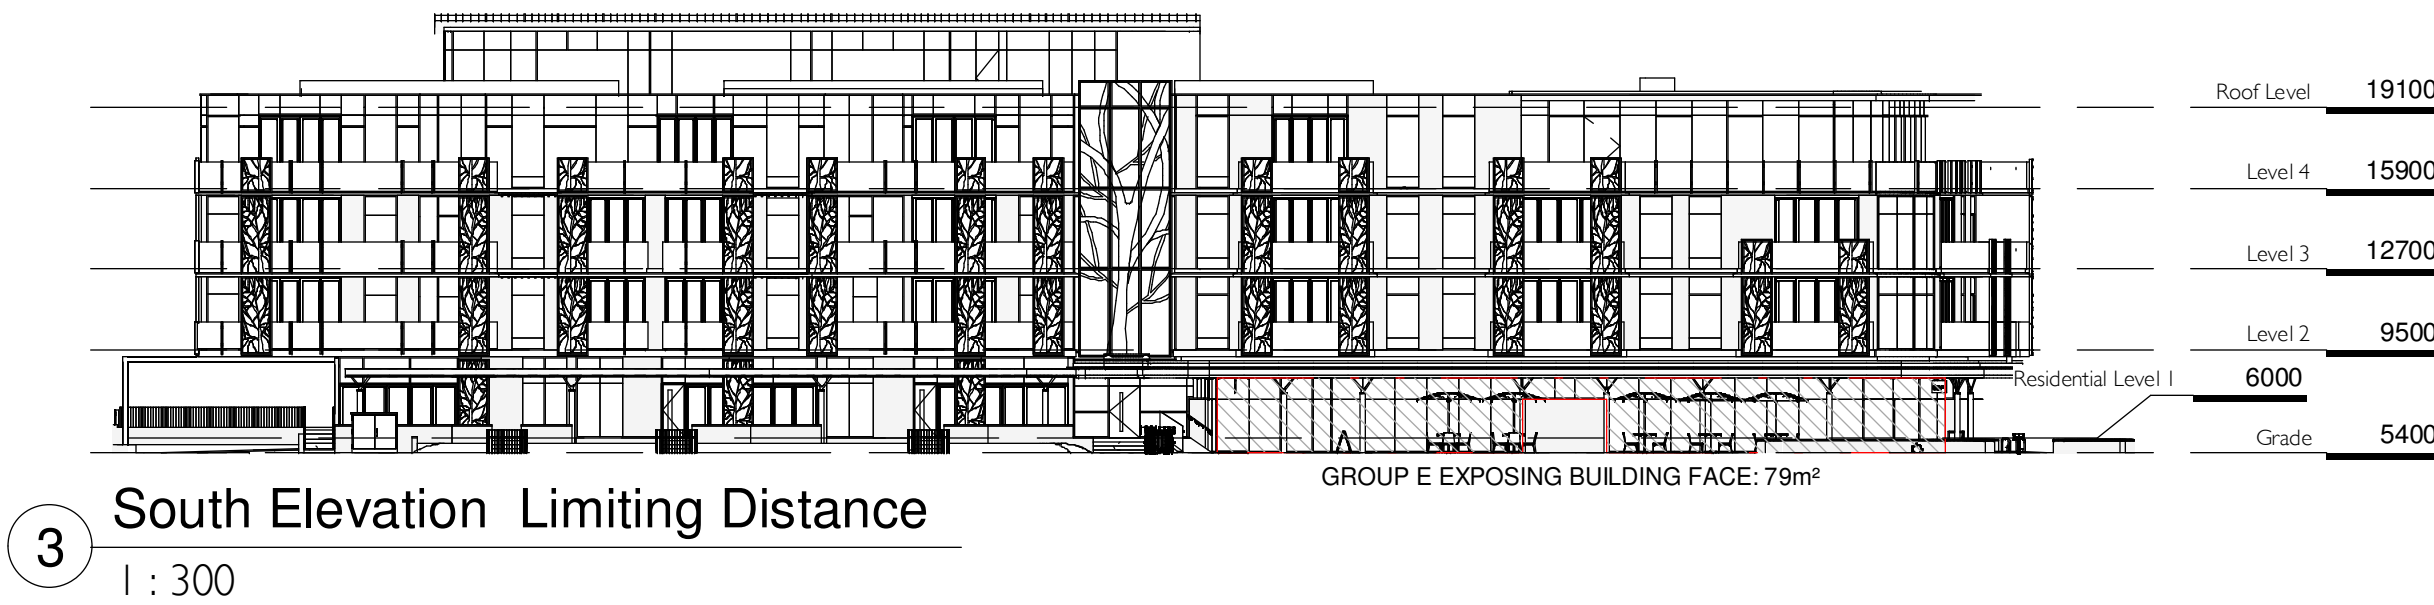 Roof Level 19100
Level 4 15900
Level 3 12700
Level 2 9500
Residential Level 1 6000
Grade 5400
GROUP E EXPOSING BUILDING FACE: 79m²
3 South Elevation Limiting Distance
1 : 300